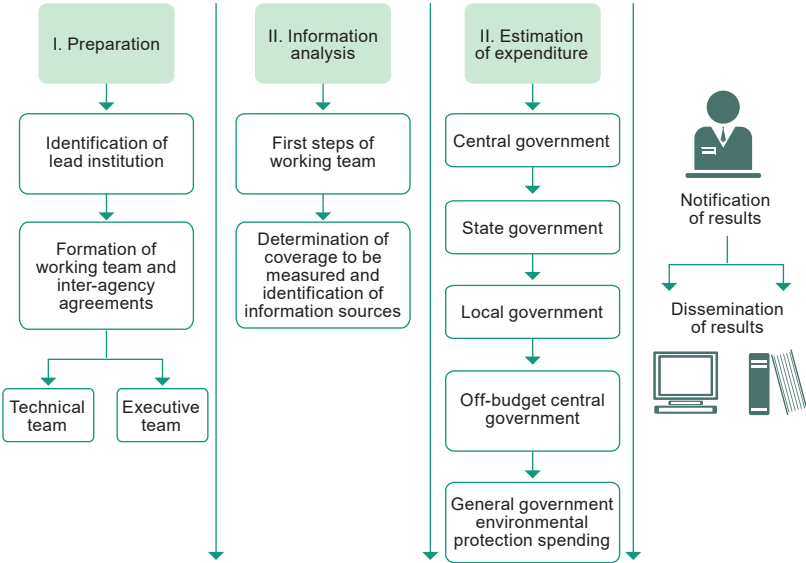 I. Preparation
Identification of
lead institution
Formation of
working team and
inter-agency
agreements
Technical
team
Executive
team
II. Information
analysis
First steps of
working team
Determination of
coverage to be
measured and
identification of
information sources
II. Estimation
of expenditure
Central government
State government
Local government
Off-budget central
government
General government
environmental
protection spending
Notification
of results
Dissemination
of results